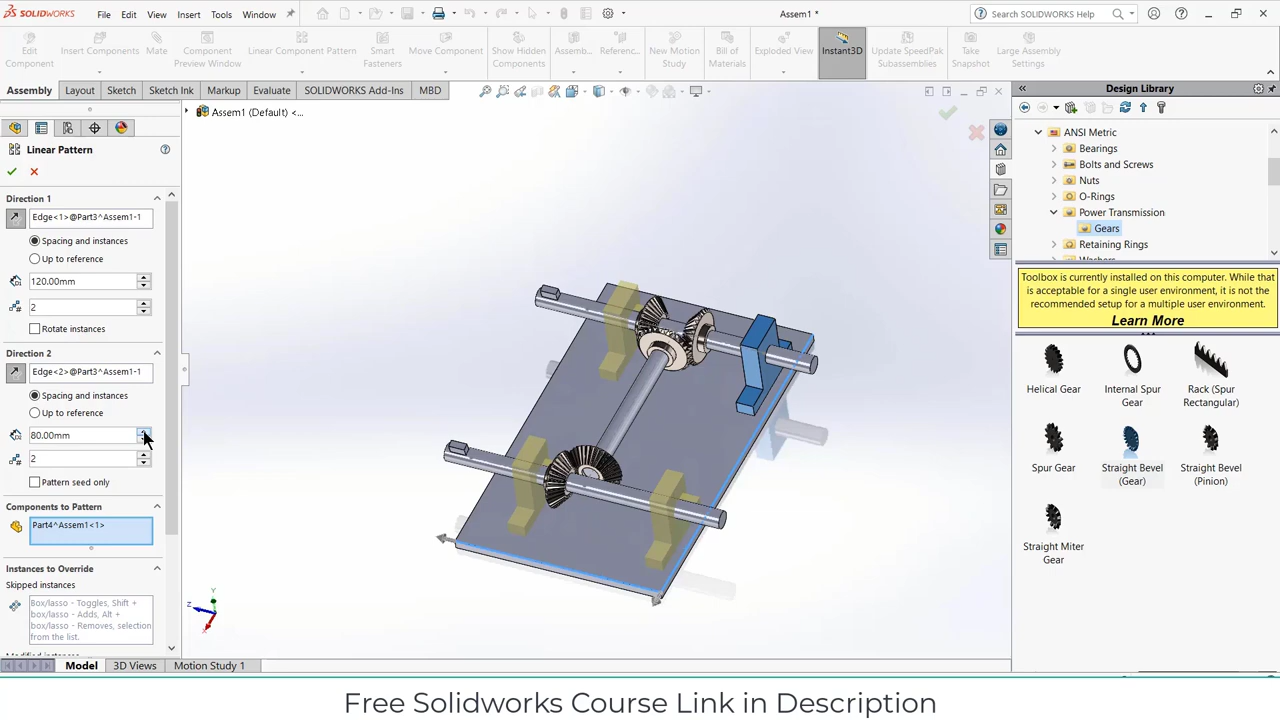 SOLIDWORKS File Edit View Insert Tools Window Assem1 * Search SOLIDWORKS Help
Edit Component
Insert Components
Mate
Component Preview Window
Linear Component Pattern
Smart Fasteners
Move Component
Show Hidden Components
Assemb...
Referenc...
New Motion Study
Bill of Materials
Exploded View
Instant3D
Update SpeedPak Subassemblies
Take Snapshot
Large Assembly Settings
Assembly Layout Sketch Sketch Ink Markup Evaluate SOLIDWORKS Add-Ins MBD
Design Library
Assem1 (Default) <...
Linear Pattern
Direction 1
Edge<1>@Part3^Assem1-1
Spacing and instances
Up to reference
120.00mm
2
Rotate instances
Direction 2
Edge<2>@Part3^Assem1-1
Spacing and instances
Up to reference
80.00mm
2
Pattern seed only
Components to Pattern
Part4^Assem1<1>
Instances to Override
Skipped instances
Box/lasso - Toggles, Shift +
box/lasso - Adds, Alt +
box/lasso - Removes, selection
from the list.
Y
Z
X
Model 3D Views Motion Study 1
ANSI Metric
Bearings
Bolts and Screws
Nuts
O-Rings
Power Transmission
Gears
Retaining Rings
Toolbox is currently installed on this computer. While that
is acceptable for a single user environment, it is not the
recommended setup for a multiple user environment.
Learn More
Helical Gear
Internal Spur Gear
Rack (Spur Rectangular)
Spur Gear
Straight Bevel (Gear)
Straight Bevel (Pinion)
Straight Miter Gear
Free Solidworks Course Link in Description